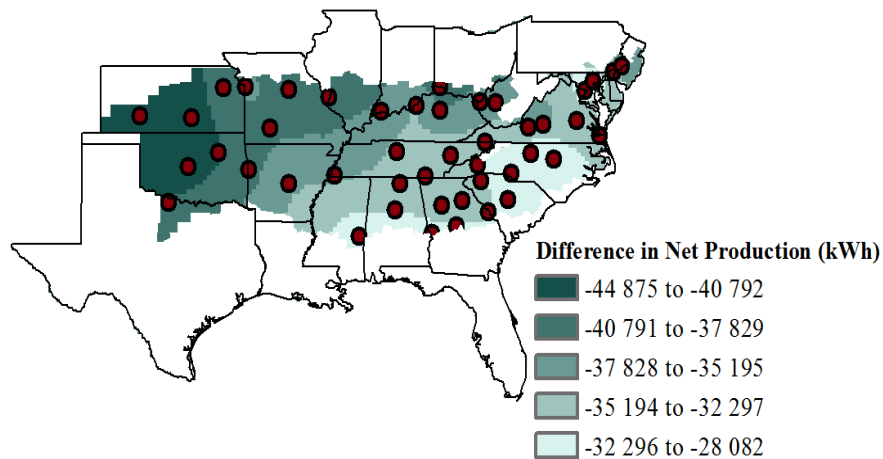 Difference in Net Production (kWh)
-44 875 to -40 792
-40 791 to -37 829
-37 828 to -35 195
-35 194 to -32 297
-32 296 to -28 082